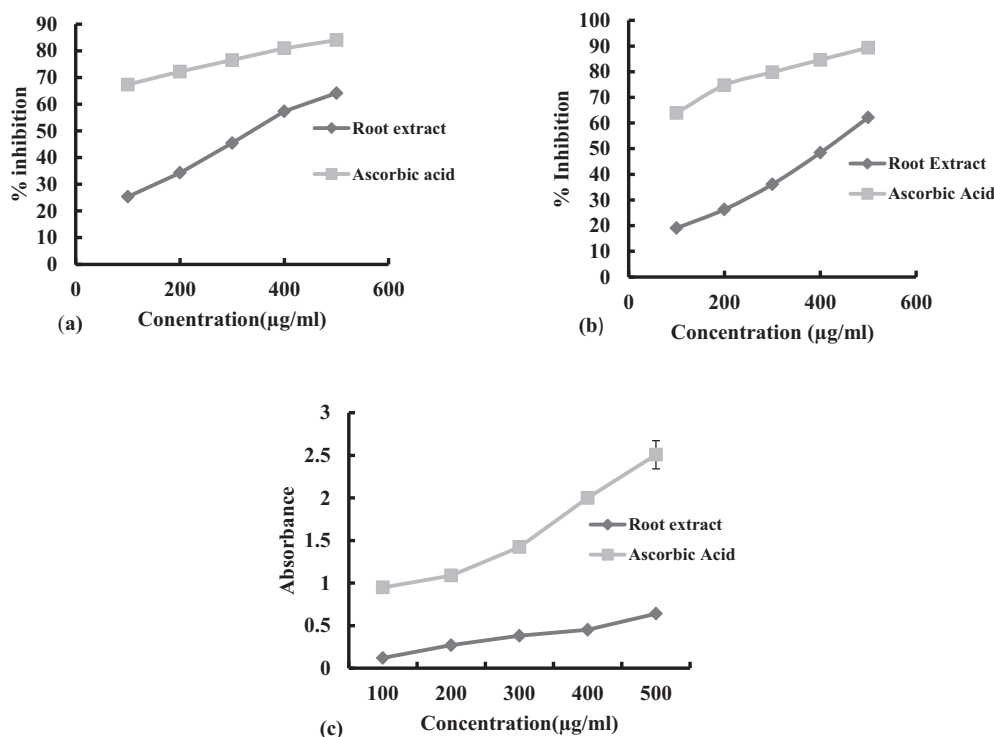 90
80
70
60
50
40
30
20
10
0
% inhibition
Root extract
Ascorbic acid
0 200 400 600
Conentration(µg/ml)
(a)
100
90
80
70
60
50
40
30
20
10
0
% Inhibition
Root Extract
Ascorbic Acid
0 200 400 600
Concentration (µg/ml)
(b)
3
2.5
2
1.5
1
0.5
0
Absorbance
Root extract
Ascorbic Acid
100 200 300 400 500
Concentration(µg/ml)
(c)